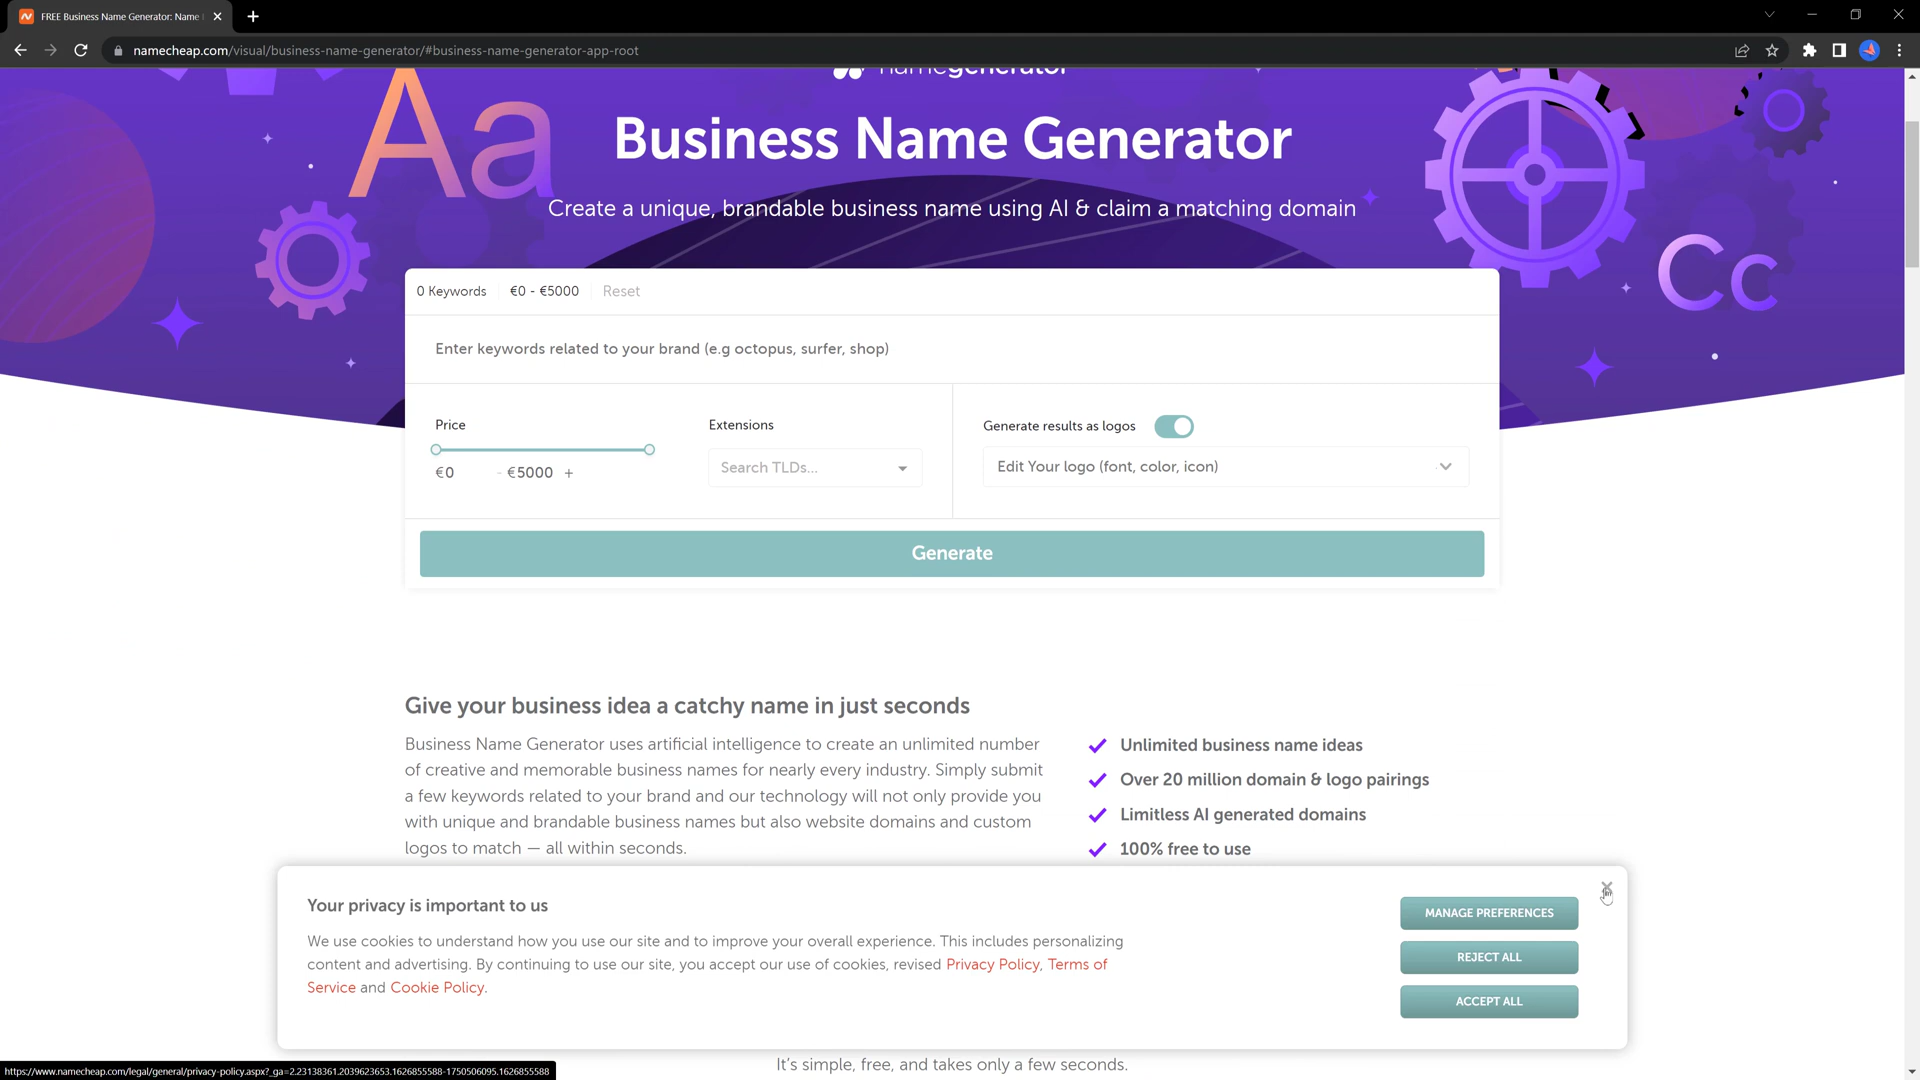 FREE Business Name Generator: Name
namecheap.com/visual/business-name-generator/#business-name-generator-app-root
namegenerator
Aa
Business Name Generator
Create a unique, brandable business name using AI & claim a matching domain
Cc
0 Keywords €0 - €5000 Reset
Enter keywords related to your brand (e.g octopus, surfer, shop)
Price Extensions Generate results as logos
€0 - €5000 + Search TLDs... Edit Your logo (font, color, icon)
Generate
Give your business idea a catchy name in just seconds
Business Name Generator uses artificial intelligence to create an unlimited number
of creative and memorable business names for nearly every industry. Simply submit
a few keywords related to your brand and our technology will not only provide you
with unique and brandable business names but also website domains and custom
logos to match — all within seconds.
Unlimited business name ideas
Over 20 million domain & logo pairings
Limitless AI generated domains
100% free to use
Your privacy is important to us
We use cookies to understand how you use our site and to improve your overall experience. This includes personalizing
content and advertising. By continuing to use our site, you accept our use of cookies, revised Privacy Policy, Terms of
Service and Cookie Policy.
MANAGE PREFERENCES
REJECT ALL
ACCEPT ALL
It's simple, free, and takes only a few seconds.
https://www.namecheap.com/legal/general/privacy-policy.aspx?_ga=2.23138361.2039623653.1626855588-1750506095.1626855588